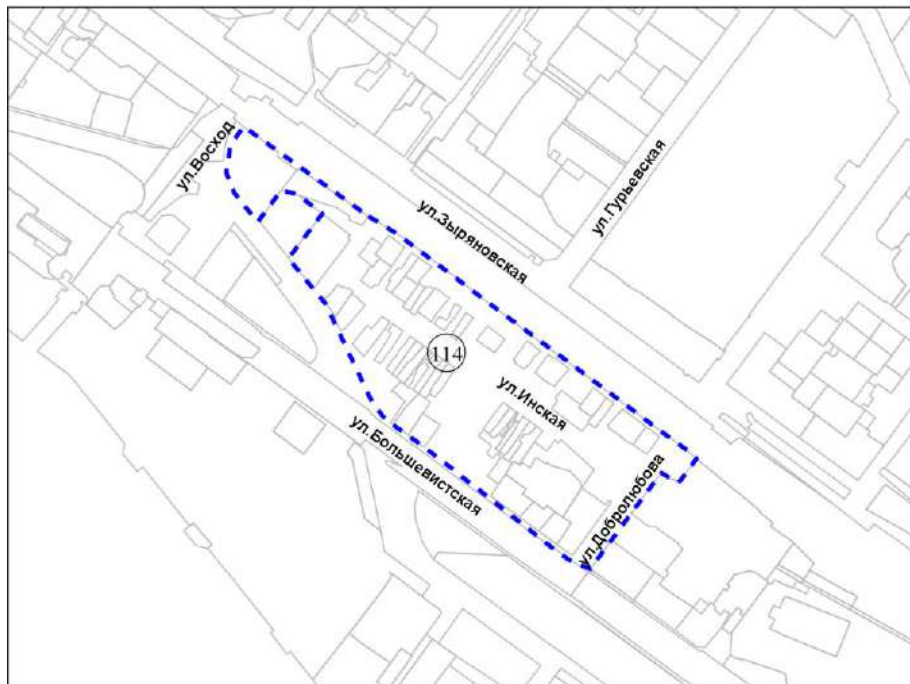 ул.Восход
ул.Зыряновская
ул.Гурьевская
114
ул.Инская
ул.Большевистская
ул.Добролюбова